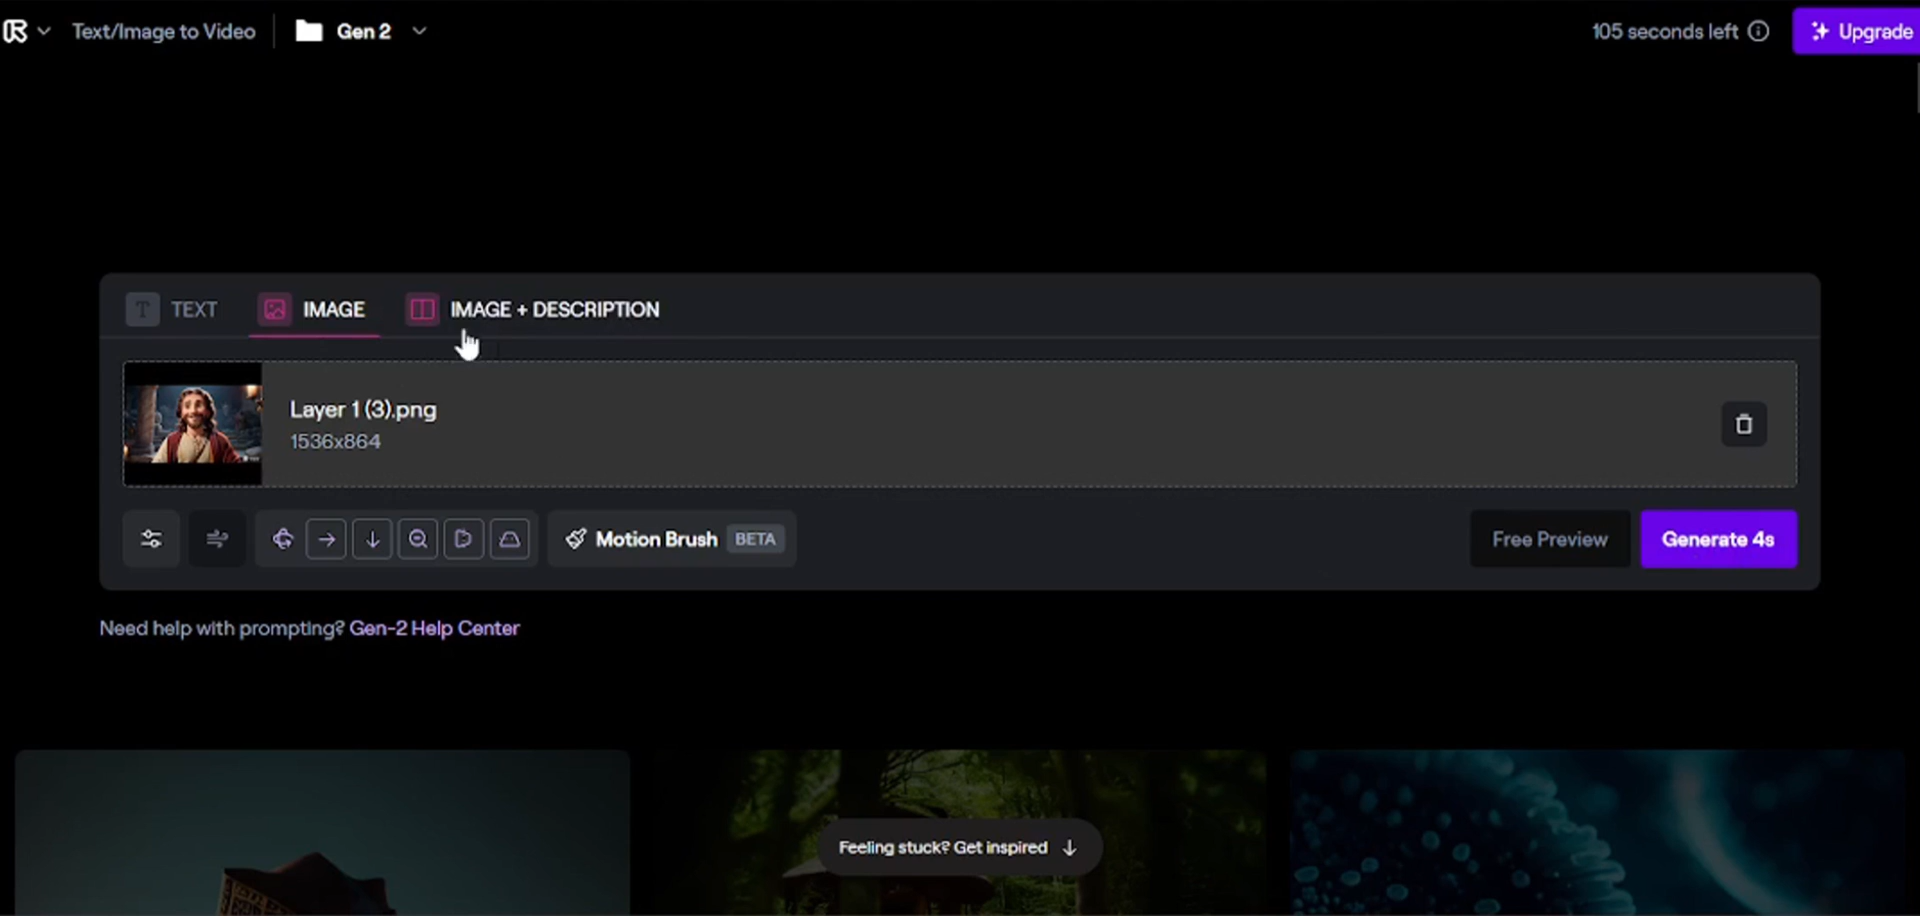 Text/Image to Video
Gen 2
105 seconds left
Upgrade
TEXT
IMAGE
IMAGE + DESCRIPTION
Layer 1 (3).png
1536x864
Motion Brush BETA
Free Preview
Generate 4s
Need help with prompting? Gen-2 Help Center
Feeling stuck? Get inspired